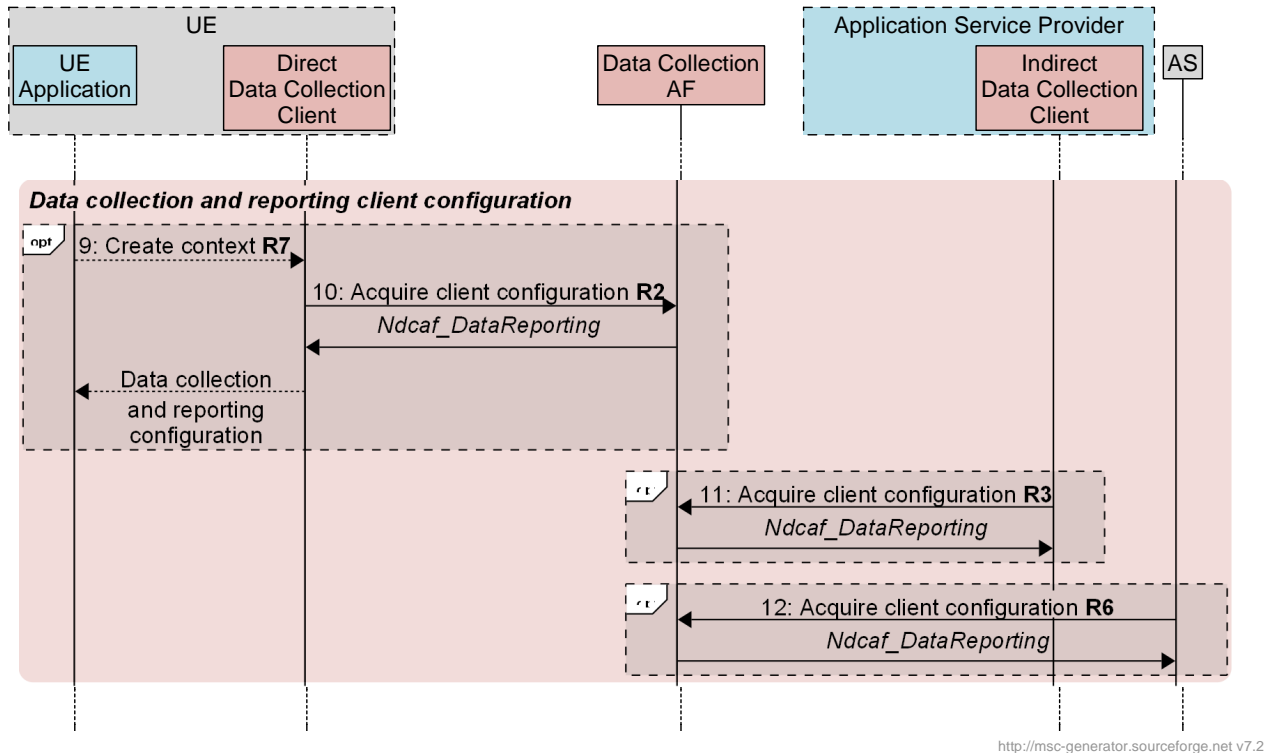 UE
Application Service Provider
UE
Application
Direct
Data Collection
Client
Data Collection
AF
Indirect
Data Collection
Client
AS
Data collection and reporting client configuration
opt
9: Create context R7
10: Acquire client configuration R2
Ndcaf_DataReporting
Data collection
and reporting
configuration
11: Acquire client configuration R3
Ndcaf_DataReporting
12: Acquire client configuration R6
Ndcaf_DataReporting
http://msc-generator.sourceforge.net v7.2